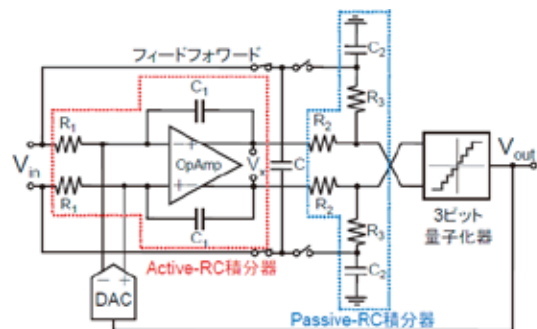 フィードフォワード
C2
R3
C1
R1
R2
Vin
OpAmp
Vx
C
Vout
R1
R2
3ビット
量子化器
C1
R3
Active-RC積分器
C2
DAC
Passive-RC積分器